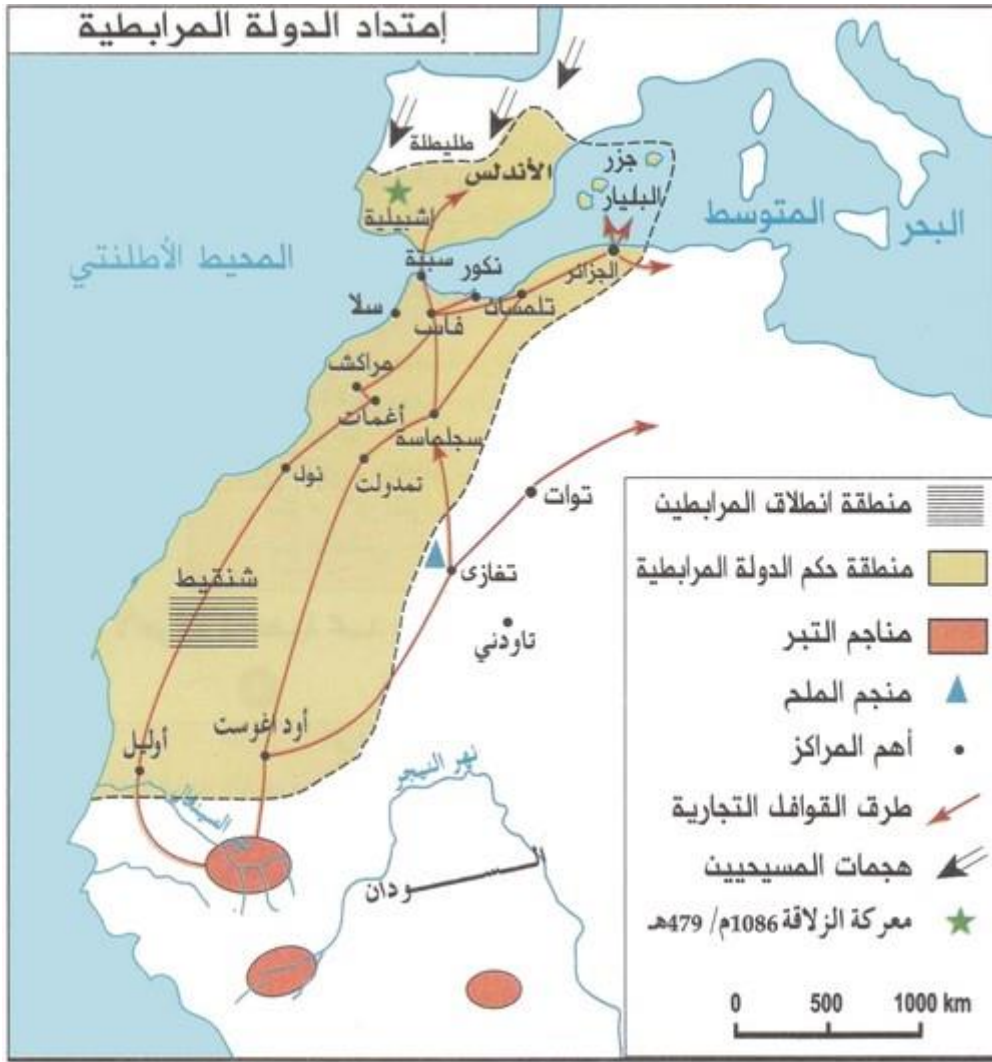 إمتداد الدولة المرابطية
طليطلة
الأندلس
إشبيلية
جزر
البليار
البحر
المتوسط
المحيط الأطلنتي
سبتة
نكور
الجزائر
تلمسان
فاس
سلا
مراكش
أغمات
سجلماسة
تمدولت
نول
توات
تغازى
تاودني
شنقيط
أوداغوست
أوليل
نهر النيجر
السودان
منطقة انطلاق المرابطين
منطقة حكم الدولة المرابطية
مناجم التبر
منجم الملح
أهم المراكز
طرق القوافل التجارية
هجمات المسيحيين
معركة الزلاقة 1086م/ 479هـ
0 500 1000 km